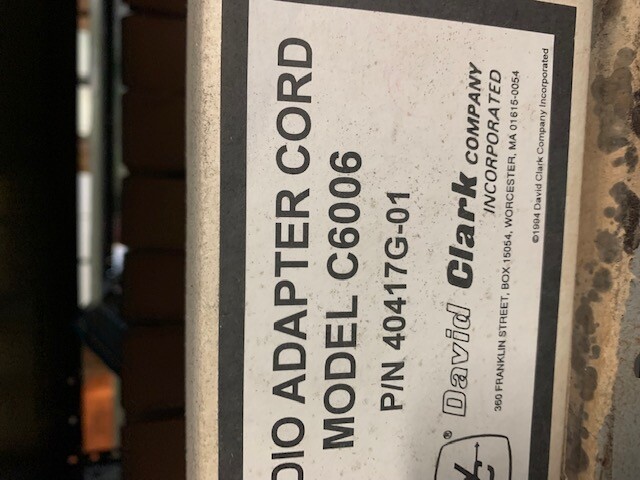 DIO ADAPTER CORD
MODEL C6006
P/N 40417G-01
® David Clark COMPANY
INCORPORATED
360 FRANKLIN STREET, BOX 15054, WORCESTER, MA 01615-0054
©1994 David Clark Company Incorporated